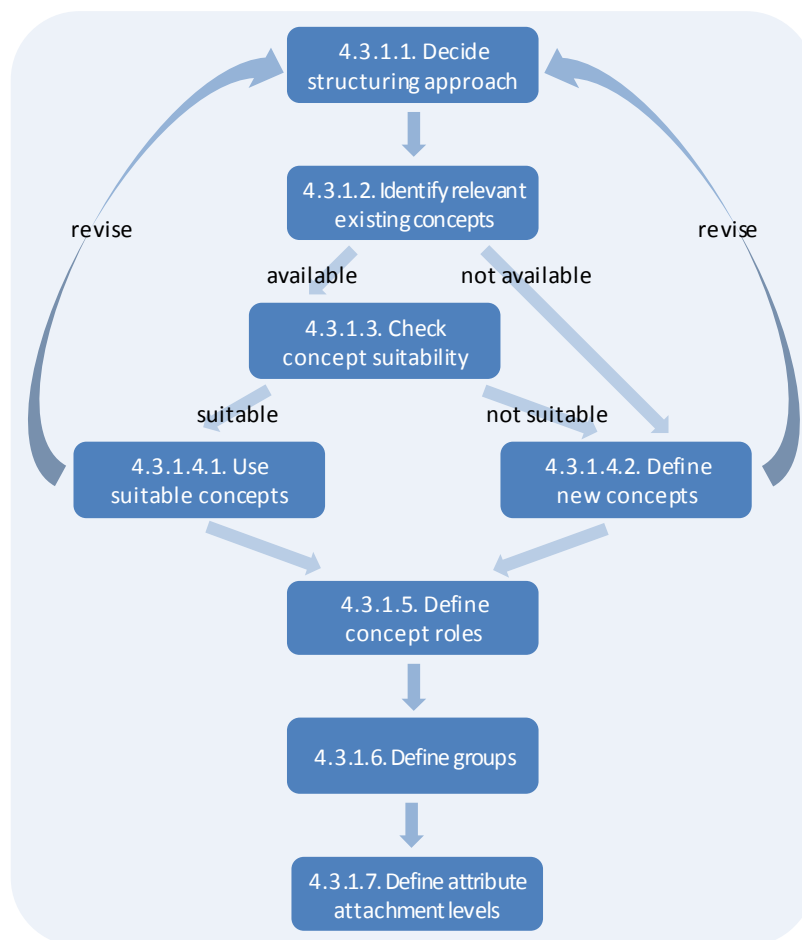 4.3.1.1. Decide
structuring approach
4.3.1.2. Identify relevant
existing concepts
revise
revise
available
not available
4.3.1.3. Check
concept suitability
suitable
not suitable
4.3.1.4.1. Use
suitable concepts
4.3.1.4.2. Define
new concepts
4.3.1.5. Define
concept roles
4.3.1.6. Define groups
4.3.1.7. Define attribute
attachment levels